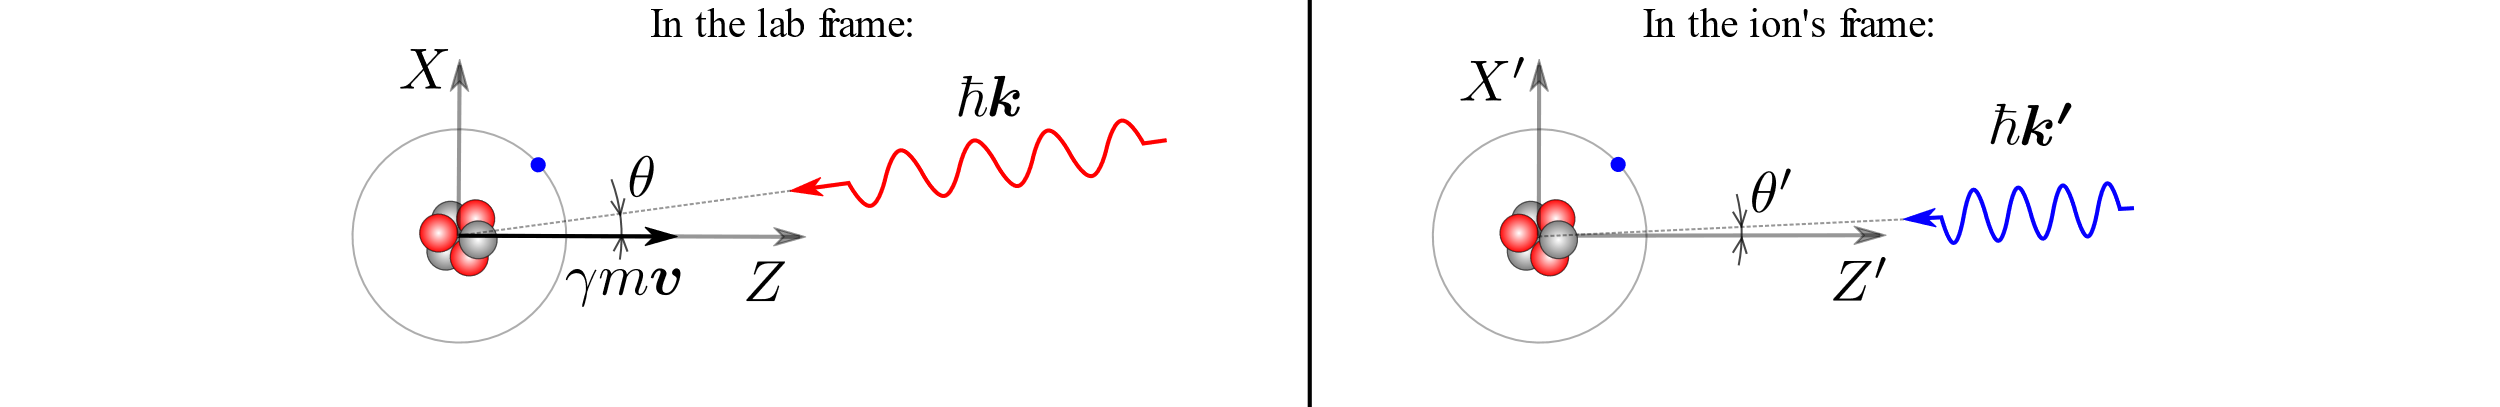 In the lab frame:
X
ħk
θ
γmv
Z
In the ion's frame:
X′
ħk′
θ′
Z′